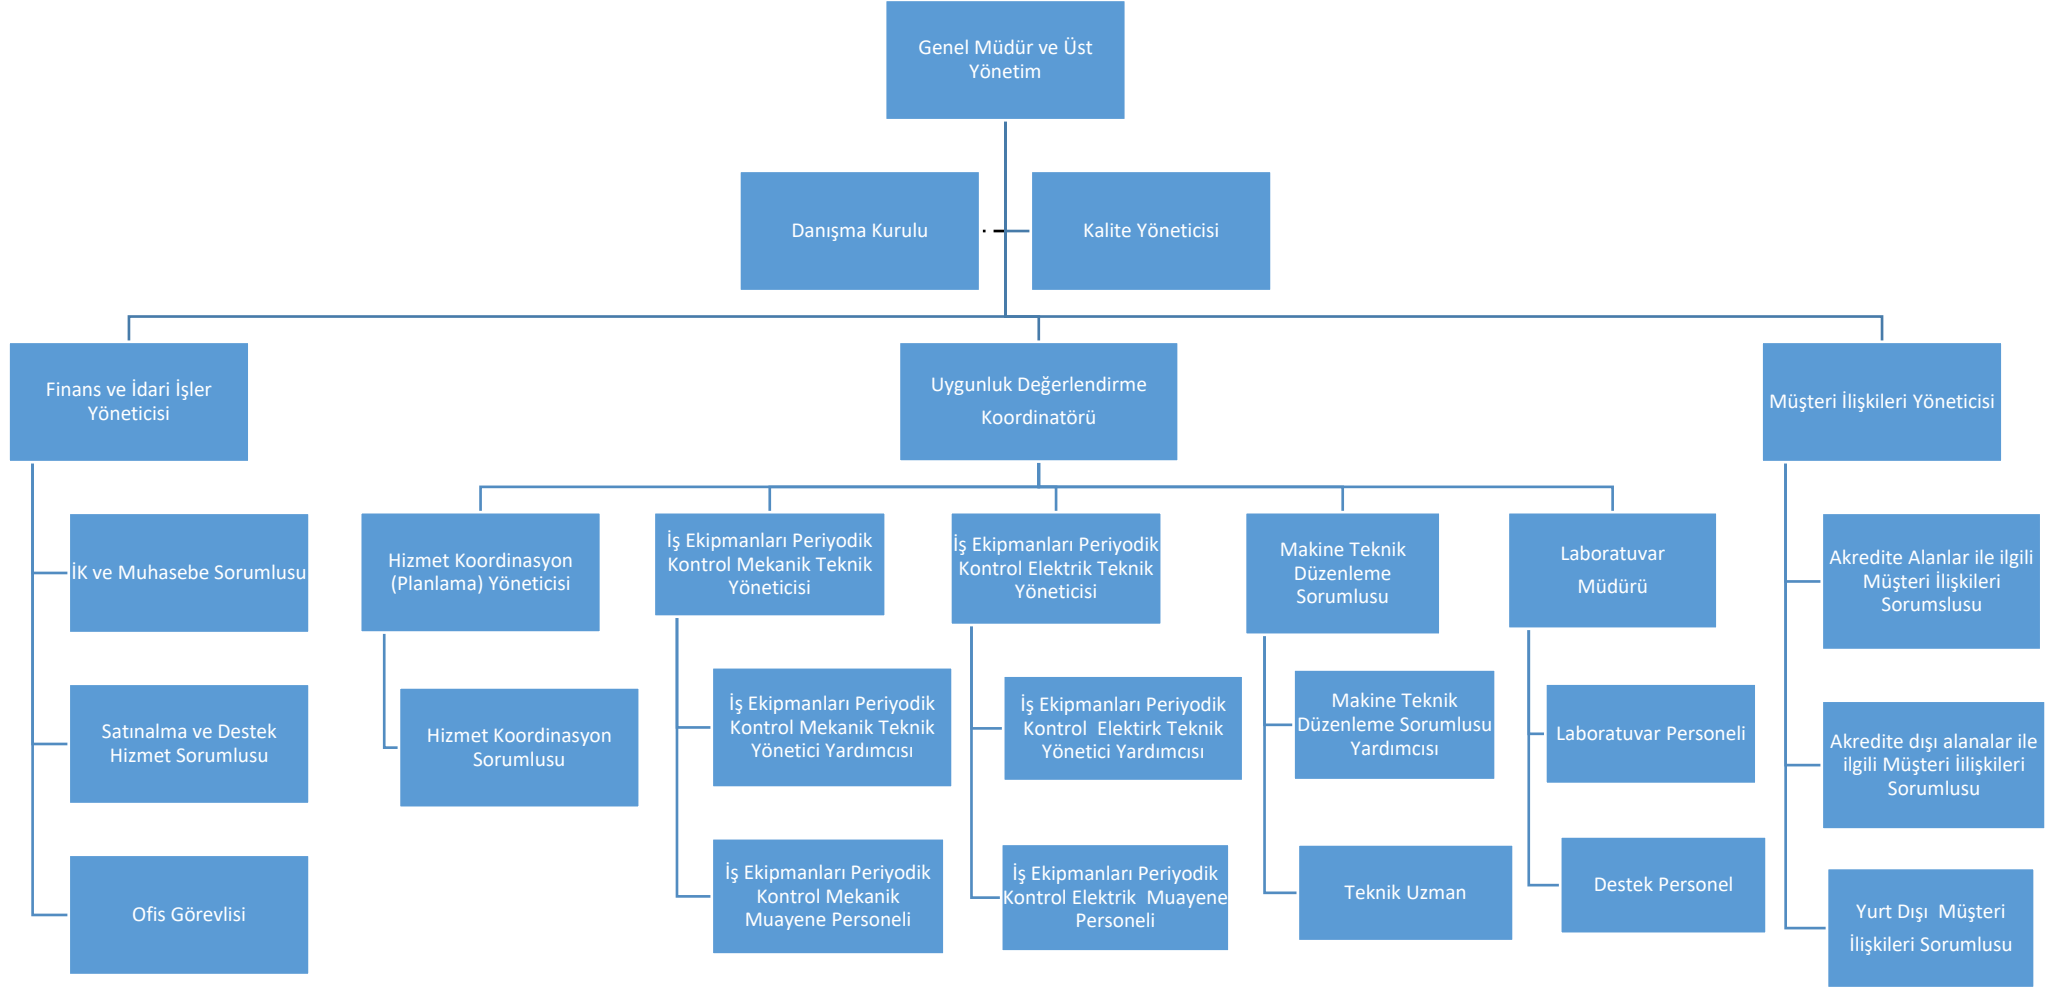 Genel Müdür ve Üst
Yönetim
Danışma Kurulu
Kalite Yöneticisi
Finans ve İdari İşler
Yöneticisi
Uygunluk Değerlendirme
Koordinatörü
Müşteri İlişkileri Yöneticisi
İK ve Muhasebe Sorumlusu
Satınalma ve Destek
Hizmet Sorumlusu
Ofis Görevlisi
Hizmet Koordinasyon
(Planlama) Yöneticisi
Hizmet Koordinasyon
Sorumlusu
İş Ekipmanları Periyodik
Kontrol Mekanik Teknik
Yöneticisi
İş Ekipmanları Periyodik
Kontrol Mekanik Teknik
Yönetici Yardımcısı
İş Ekipmanları Periyodik
Kontrol Mekanik
Muayene Personeli
İş Ekipmanları Periyodik
Kontrol Elektrik Teknik
Yöneticisi
İş Ekipmanları Periyodik
Kontrol  Elektirk Teknik
Yönetici Yardımcısı
İş Ekipmanları Periyodik
Kontrol Elektrik  Muayene
Personeli
Makine Teknik
Düzenleme
Sorumlusu
Makine Teknik
Düzenleme Sorumlusu
Yardımcısı
Teknik Uzman
Laboratuvar
Müdürü
Laboratuvar Personeli
Destek Personel
Akredite Alanlar ile ilgili
Müşteri İlişkileri
Sorumslusu
Akredite dışı alanalar ile
ilgili Müşteri İilişkileri
Sorumlusu
Yurt Dışı  Müşteri
İlişkileri Sorumlusu